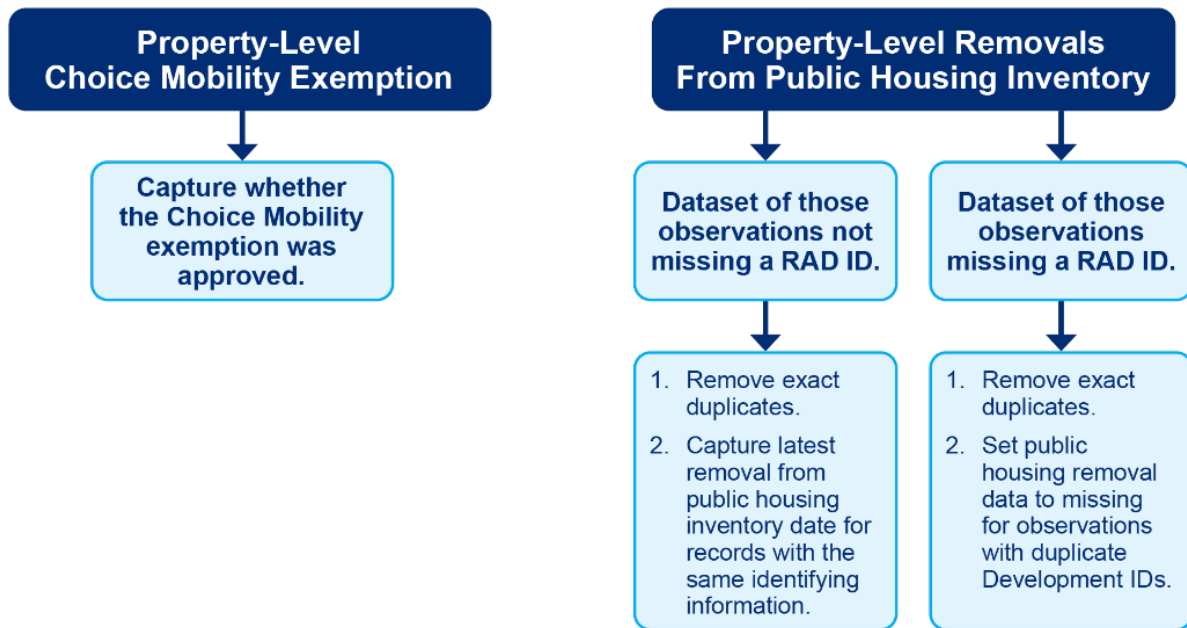 Property-Level
Choice Mobility Exemption
Capture whether
the Choice Mobility
exemption was
approved.
Property-Level Removals
From Public Housing Inventory
Dataset of those
observations not
missing a RAD ID.
1. Remove exact
duplicates.
2. Capture latest
removal from
public housing
inventory date for
records with the
same identifying
information.
Dataset of those
observations
missing a RAD ID.
1. Remove exact
duplicates.
2. Set public
housing removal
data to missing
for observations
with duplicate
Development IDs.